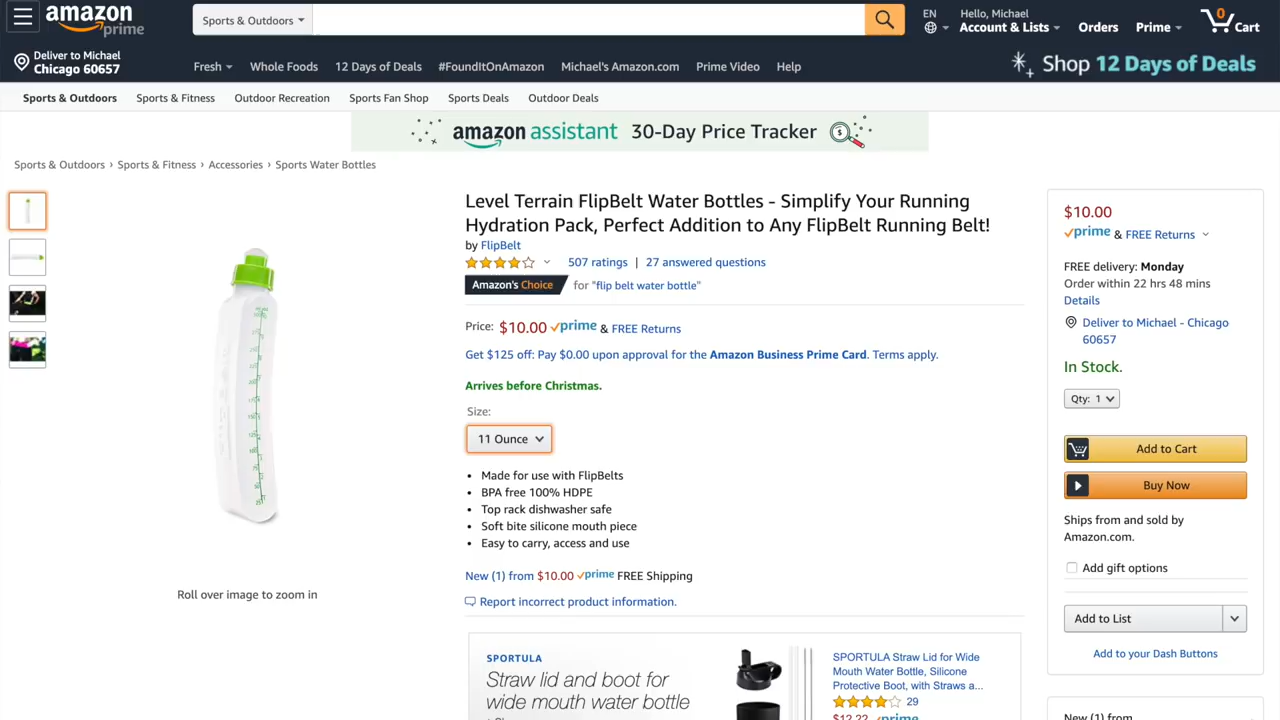 amazon
prime
Sports & Outdoors
EN
Hello, Michael
Account & Lists
Orders
Prime
0
Cart
Deliver to Michael
Chicago 60657
Fresh
Whole Foods
12 Days of Deals
#FoundItOnAmazon
Michael's Amazon.com
Prime Video
Help
Shop 12 Days of Deals
Sports & Outdoors
Sports & Fitness
Outdoor Recreation
Sports Fan Shop
Sports Deals
Outdoor Deals
amazon assistant 30-Day Price Tracker
Sports & Outdoors › Sports & Fitness › Accessories › Sports Water Bottles
Level Terrain FlipBelt Water Bottles - Simplify Your Running
Hydration Pack, Perfect Addition to Any FlipBelt Running Belt!
by FlipBelt
507 ratings | 27 answered questions
Amazon's Choice for "flip belt water bottle"
Price: $10.00 prime & FREE Returns
Get $125 off: Pay $0.00 upon approval for the Amazon Business Prime Card. Terms apply.
Arrives before Christmas.
Size:
11 Ounce
• Made for use with FlipBelts
• BPA free 100% HDPE
• Top rack dishwasher safe
• Soft bite silicone mouth piece
• Easy to carry, access and use
New (1) from $10.00 prime FREE Shipping
Report incorrect product information.
Roll over image to zoom in
SPORTULA
Straw lid and boot for
wide mouth water bottle
SPORTULA Straw Lid for Wide
Mouth Water Bottle, Silicone
Protective Boot, with Straws a...
29
$12.22 prime
$10.00
prime & FREE Returns
FREE delivery: Monday
Order within 22 hrs 48 mins
Details
Deliver to Michael - Chicago
60657
In Stock.
Qty: 1
Add to Cart
Buy Now
Ships from and sold by
Amazon.com.
Add gift options
Add to List
Add to your Dash Buttons
New (1) from